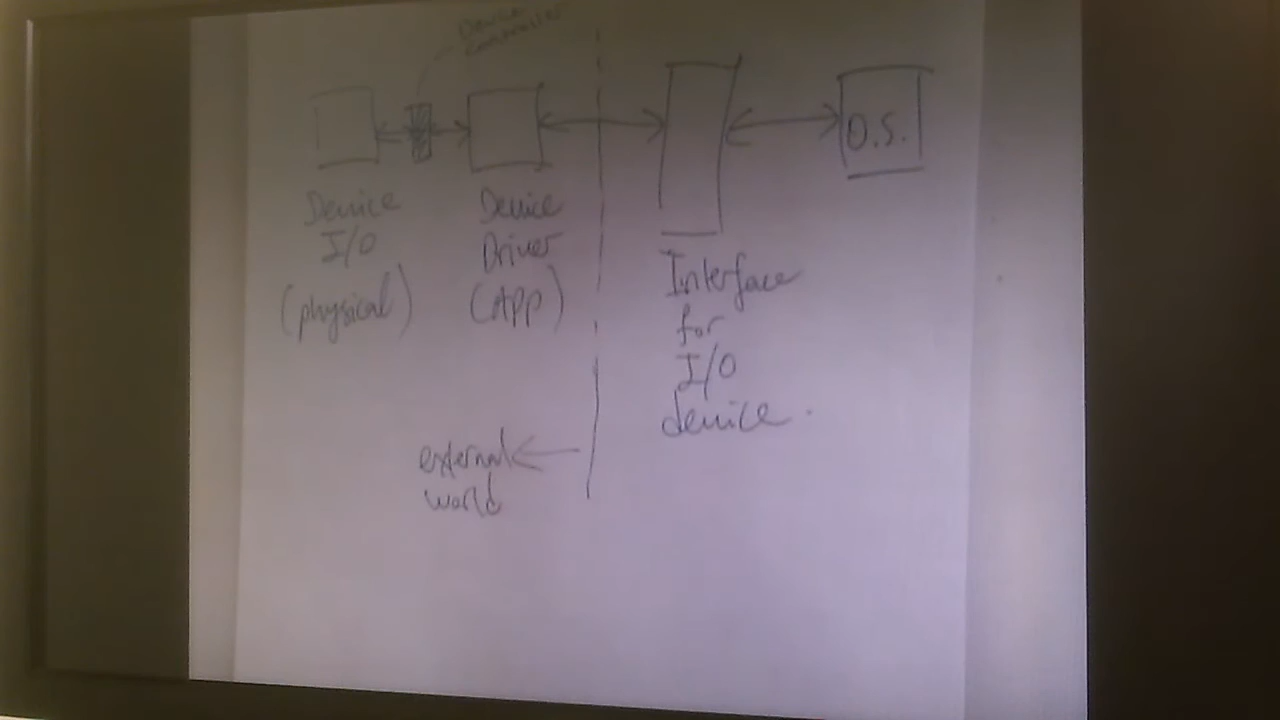 Device
Controller
O.S.
Device
I/O
(physical)
Device
Driver
(App)
Interface
for
I/O
device.
external
world